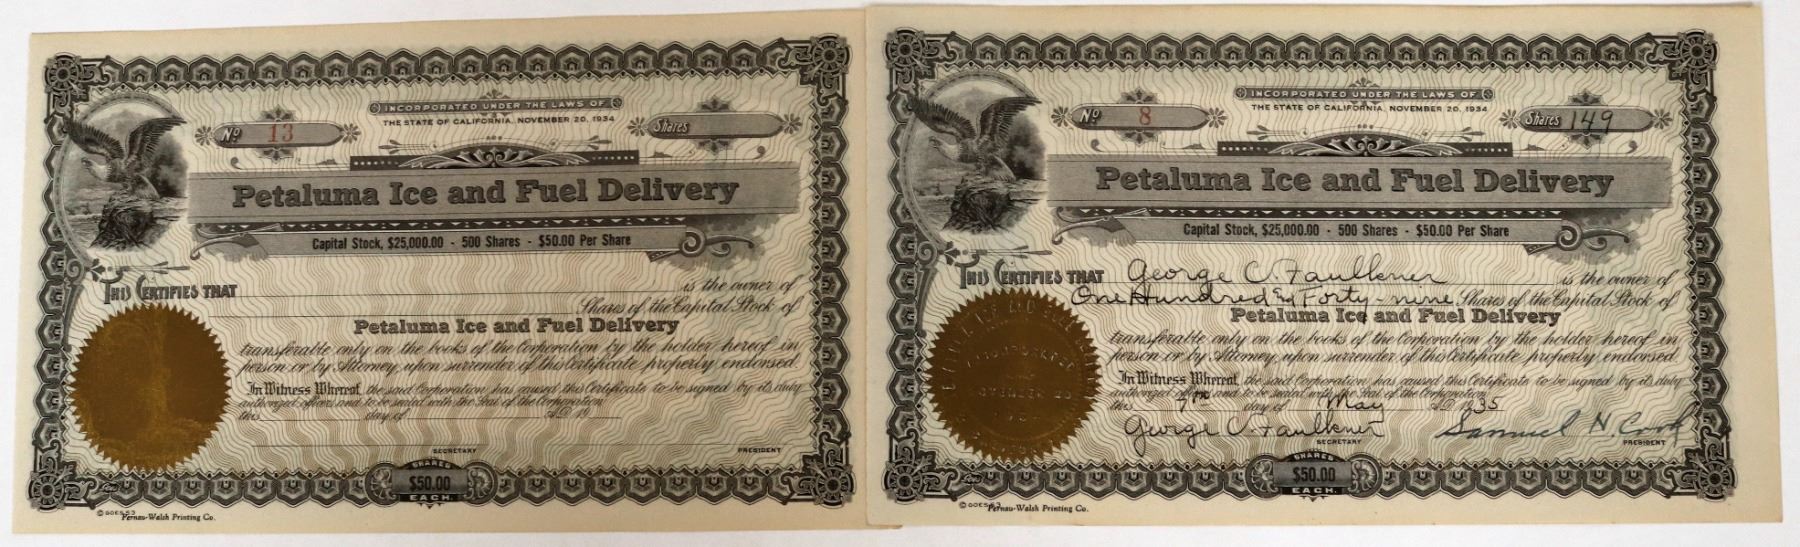 INCORPORATED UNDER THE LAWS OF
THE STATE OF CALIFORNIA, NOVEMBER 20, 1934
No 13
Shares
Petaluma Ice and Fuel Delivery
Capital Stock, $25,000.00 - 500 Shares - $50.00 Per Share
THIS CERTIFIES THAT is the owner of
Shares of the Capital Stock of
Petaluma Ice and Fuel Delivery
transferable only on the books of the Corporation by the holder hereof in
person or by Attorney, upon surrender of this Certificate properly endorsed.
In Witness Whereof, the said Corporation has caused this Certificate to be signed by its duly
authorized officers and to be sealed with the Seal of the Corporation
this day of A.D. 19
SECRETARY PRESIDENT
SHARES
$50.00
EACH.
© GOES 53
Pernau-Walsh Printing Co.
INCORPORATED UNDER THE LAWS OF
THE STATE OF CALIFORNIA, NOVEMBER 20, 1934
No 8
Shares 149
Petaluma Ice and Fuel Delivery
Capital Stock, $25,000.00 - 500 Shares - $50.00 Per Share
THIS CERTIFIES THAT George C. Faulkner is the owner of
One Hundred & Forty-nine Shares of the Capital Stock of
Petaluma Ice and Fuel Delivery
transferable only on the books of the Corporation by the holder hereof in
person or by Attorney, upon surrender of this Certificate properly endorsed.
In Witness Whereof, the said Corporation has caused this Certificate to be signed by its duly
authorized officers and to be sealed with the Seal of the Corporation
this 7th day of May A.D. 1935
George C. Faulkner Samuel H. Cook
SECRETARY PRESIDENT
SHARES
$50.00
EACH.
© GOES 53
Pernau-Walsh Printing Co.